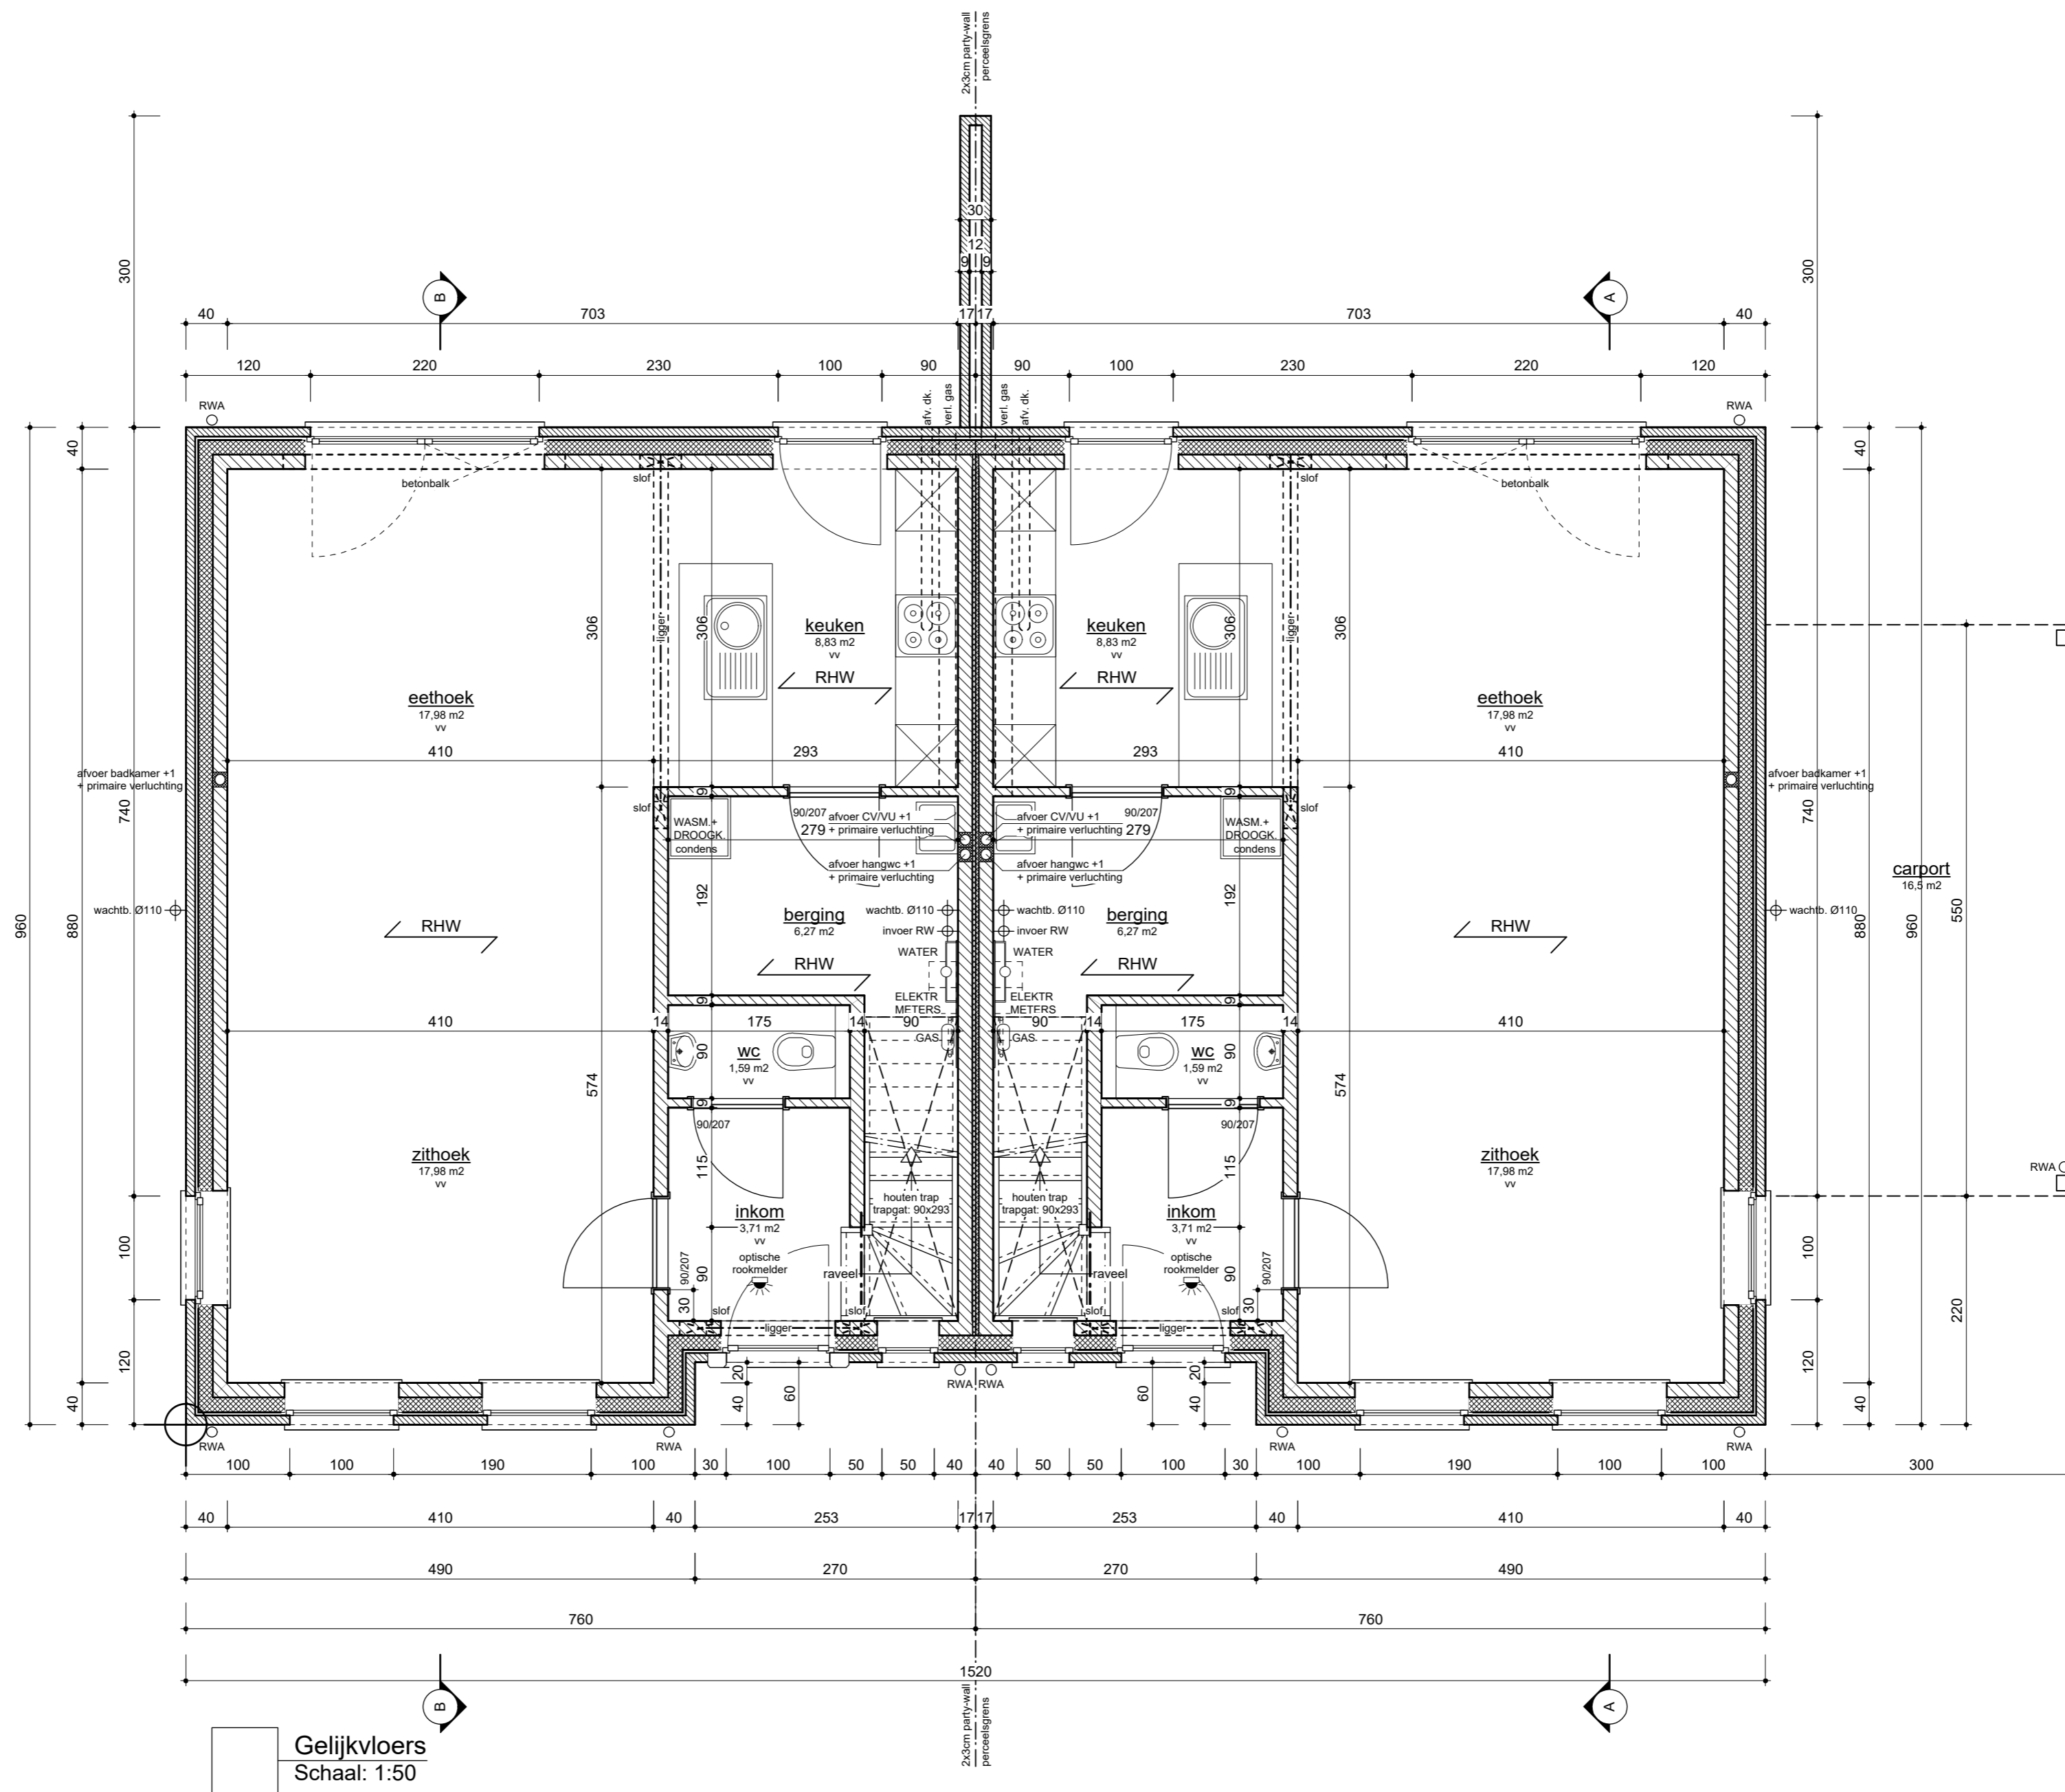 2x3cm party-wall
perceelsgrens
30
12
9 9
300
300
B
A
40 703 17 17 703 40
120 220 230 100 90 90 100 230 220 120
afv. dk.
verl. gas
verl. gas
afv. dk.
RWA
RWA
40
40
betonbalk
slof
slof
betonbalk
306
ligger
306
keuken
8,83 m2
vv
RHW
keuken
8,83 m2
vv
RHW
306
ligger
306
eethoek
17,98 m2
vv
eethoek
17,98 m2
vv
410 293 293 410
afvoer badkamer +1
+ primaire verluchting
afvoer badkamer +1
+ primaire verluchting
740
740
9
9
slof
slof
WASM.+
DROOGK.
condens
90/207
279
afvoer CV/VU +1
+ primaire verluchting
afvoer CV/VU +1
+ primaire verluchting
90/207
279
WASM.+
DROOGK.
condens
afvoer hangwc +1
+ primaire verluchting
afvoer hangwc +1
+ primaire verluchting
192
192
carport
16,5 m2
wachtb. Ø110
berging
6,27 m2
wachtb. Ø110
wachtb. Ø110
berging
6,27 m2
wachtb. Ø110
960
880
880
960
550
RHW
invoer RW
invoer RW
RHW
WATER
WATER
RHW
RHW
ELEKTR
METERS
ELEKTR
METERS
9
9
410 14 175 14 90 90 14 175 14 410
GAS
GAS
wc
1,59 m2
vv
90
wc
1,59 m2
vv
90
574
574
9
9
90/207
90/207
zithoek
17,98 m2
vv
115
115
zithoek
17,98 m2
vv
RWA
houten trap
trapgat: 90x293
houten trap
trapgat: 90x293
inkom
3,71 m2
vv
inkom
3,71 m2
vv
100
90/207
90
optische
rookmelder
raveel
raveel
optische
rookmelder
90
90/207
100
30
slof
slof
slof
slof
30
220
ligger
ligger
120
20
60
40
RWA RWA
20
60
40
120
40
40
RWA
RWA
RWA
RWA
100 100 190 100 30 100 50 50 40 40 50 50 100 30 100 190 100 100 300
40 410 40 253 17 17 253 40 410 40
490 270 270 490
760 760
1520
B
A
2x3cm party-wall
perceelsgrens
Gelijkvloers
Schaal: 1:50